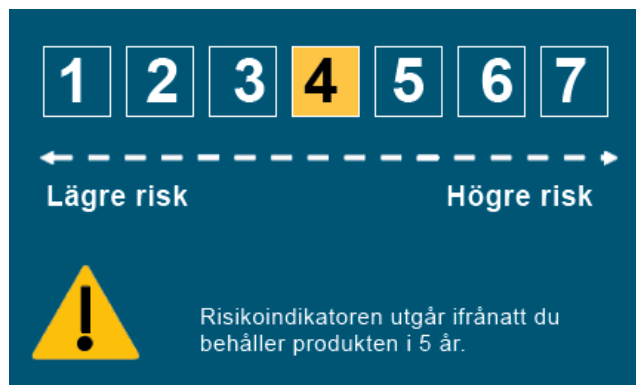 1 2 3 4 5 6 7
Lägre risk Högre risk
Risikoindikatoren utgår ifrånatt du
behåller produkten i 5 år.